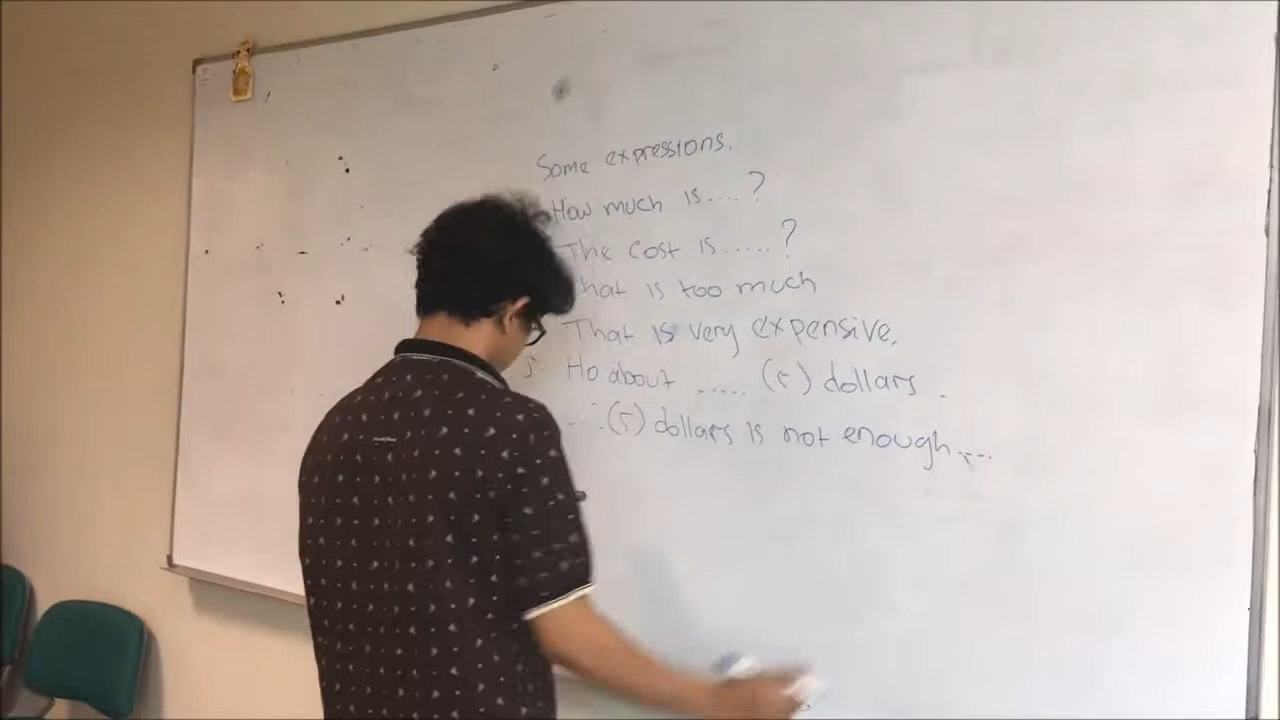 Some expressions.
How much is....?
The cost is.....?
hat is too much
That is very expensive.
5. Ho about ..... (5) dollars.
....(5) dollars is not enough....